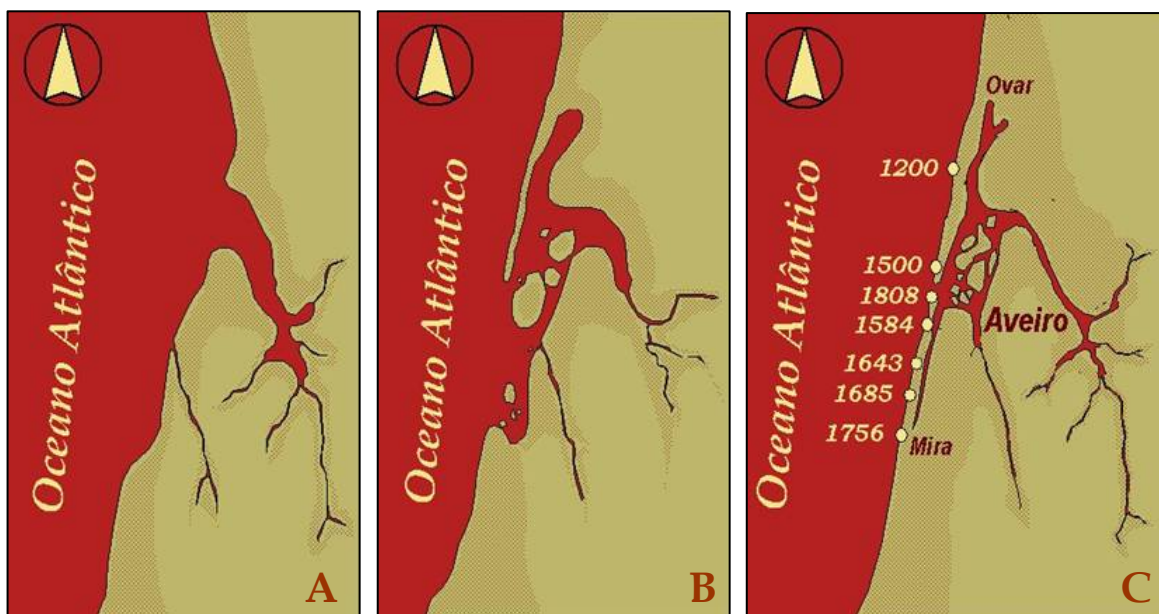 Oceano Atlântico
A
Oceano Atlântico
B
Ovar
Oceano Atlântico
1200
1500
1808
1584
Aveiro
1643
1685
1756
Mira
C